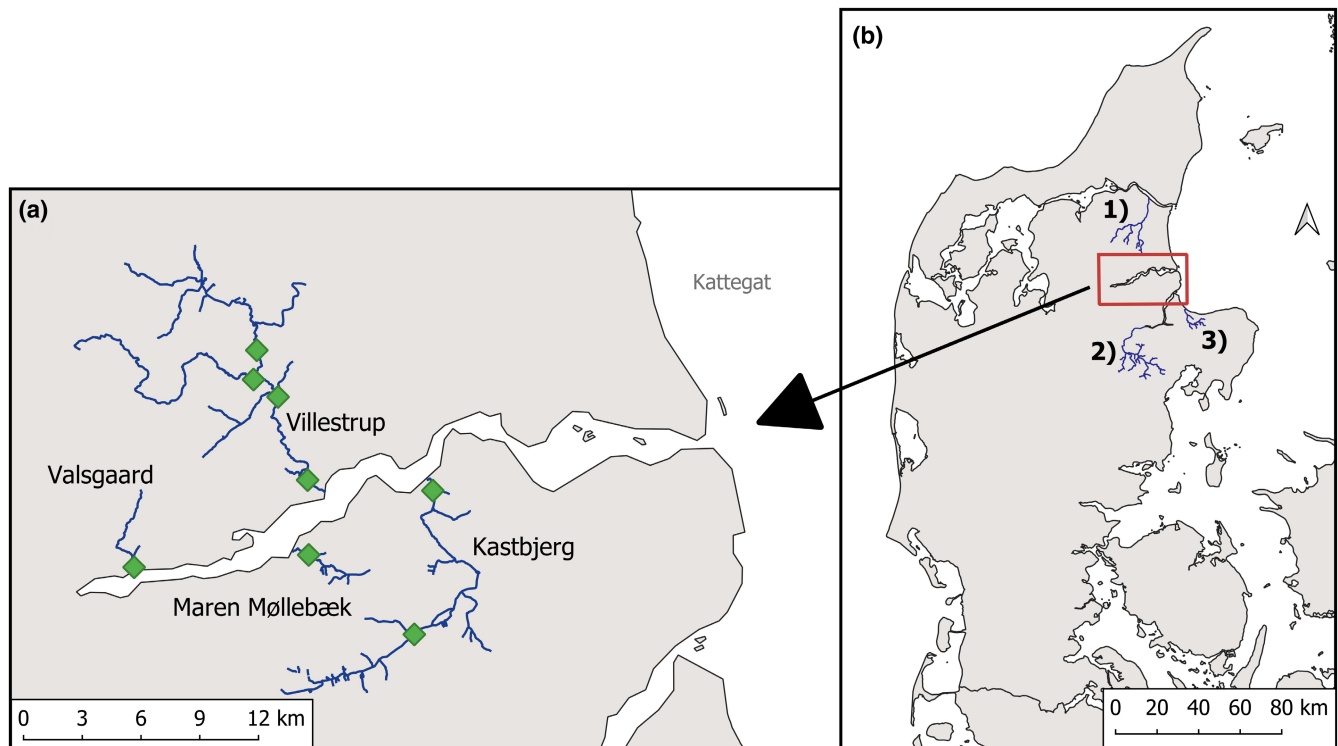 (a)
Kattegat
Villestrup
Valsgaard
Kastbjerg
Maren Møllebæk
0 3 6 9 12 km
(b)
1)
2)
3)
0 20 40 60 80 km